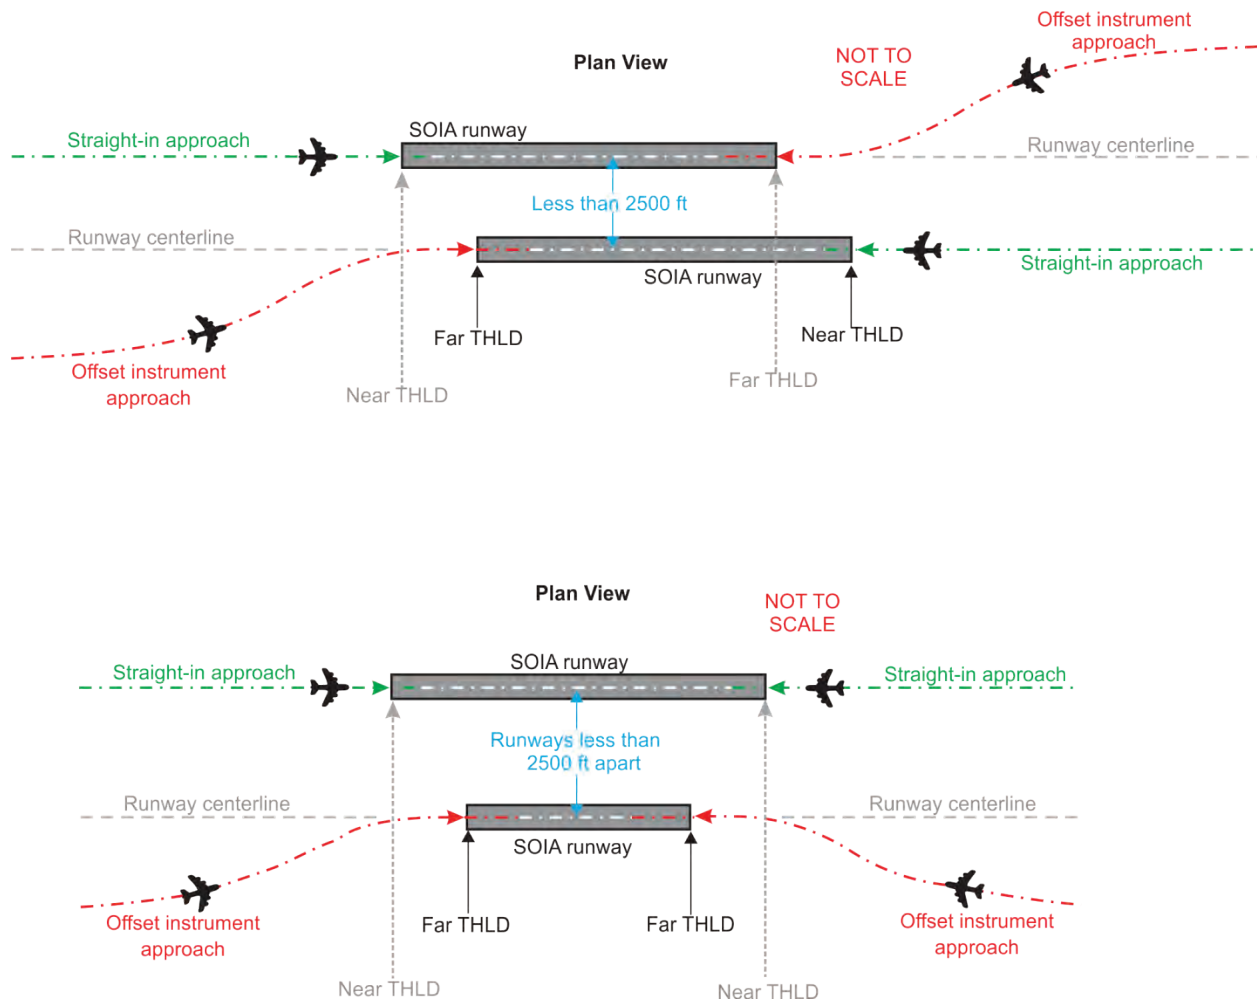 Offset instrument
approach
Plan View
NOT TO
SCALE
SOIA runway
Straight-in approach
Runway centerline
Less than 2500 ft
Runway centerline
SOIA runway
Straight-in approach
Far THLD
Near THLD
Offset instrument
approach
Near THLD
Far THLD
Plan View
NOT TO
SCALE
SOIA runway
Straight-in approach
Straight-in approach
Runways less than
2500 ft apart
Runway centerline
Runway centerline
SOIA runway
Far THLD
Far THLD
Offset instrument
approach
Offset instrument
approach
Near THLD
Near THLD